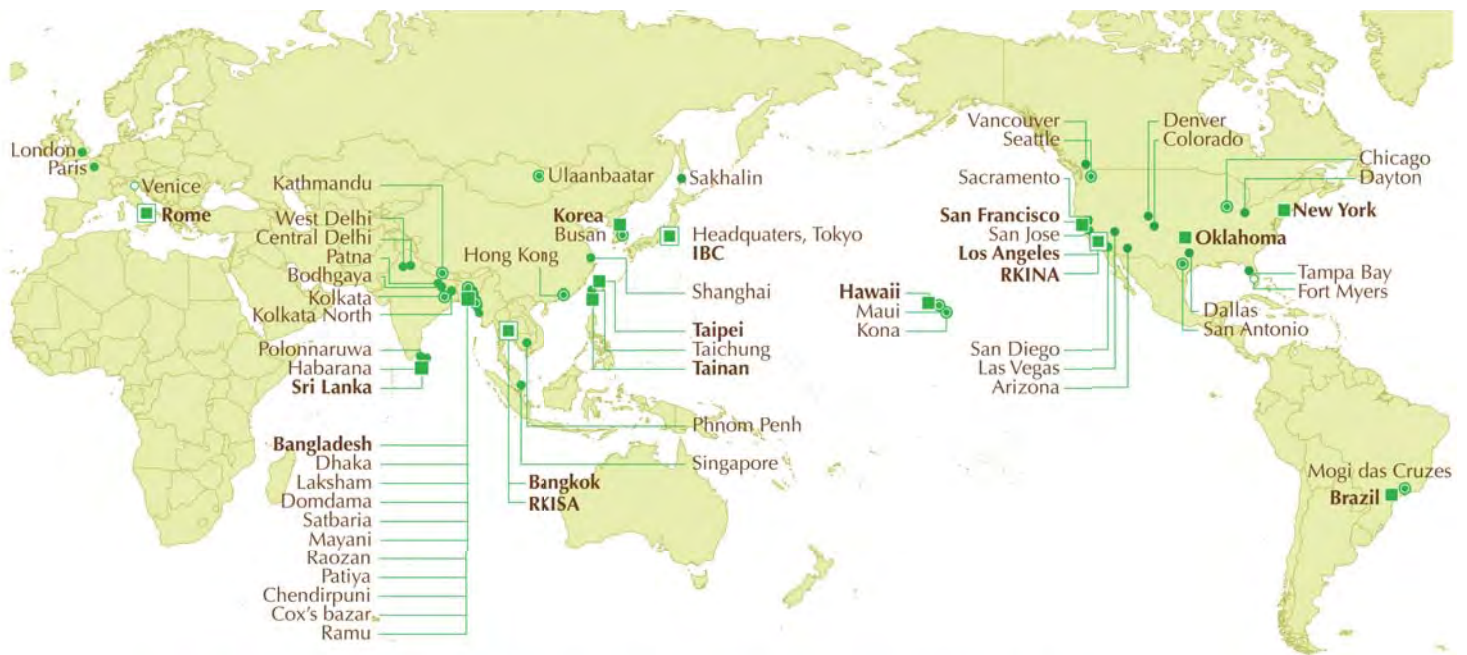 London
Paris
Venice
Rome
Kathmandu
West Delhi
Central Delhi
Patna
Bodhgaya
Kolkata
Kolkata North
Polonnaruwa
Habarana
Sri Lanka
Bangladesh
Dhaka
Laksham
Domdama
Satbaria
Mayani
Raozan
Patiya
Chendirpuni
Cox's bazar
Ramu
Ulaanbaatar
Sakhalin
Korea
Busan
Headquaters, Tokyo
IBC
Hong Kong
Shanghai
Taipei
Taichung
Tainan
Phnom Penh
Singapore
Bangkok
RKISA
Hawaii
Maui
Kona
Vancouver
Seattle
Sacramento
San Francisco
San Jose
Los Angeles
RKINA
San Diego
Las Vegas
Arizona
Denver
Colorado
Chicago
Dayton
New York
Oklahoma
Tampa Bay
Fort Myers
Dallas
San Antonio
Mogi das Cruzes
Brazil